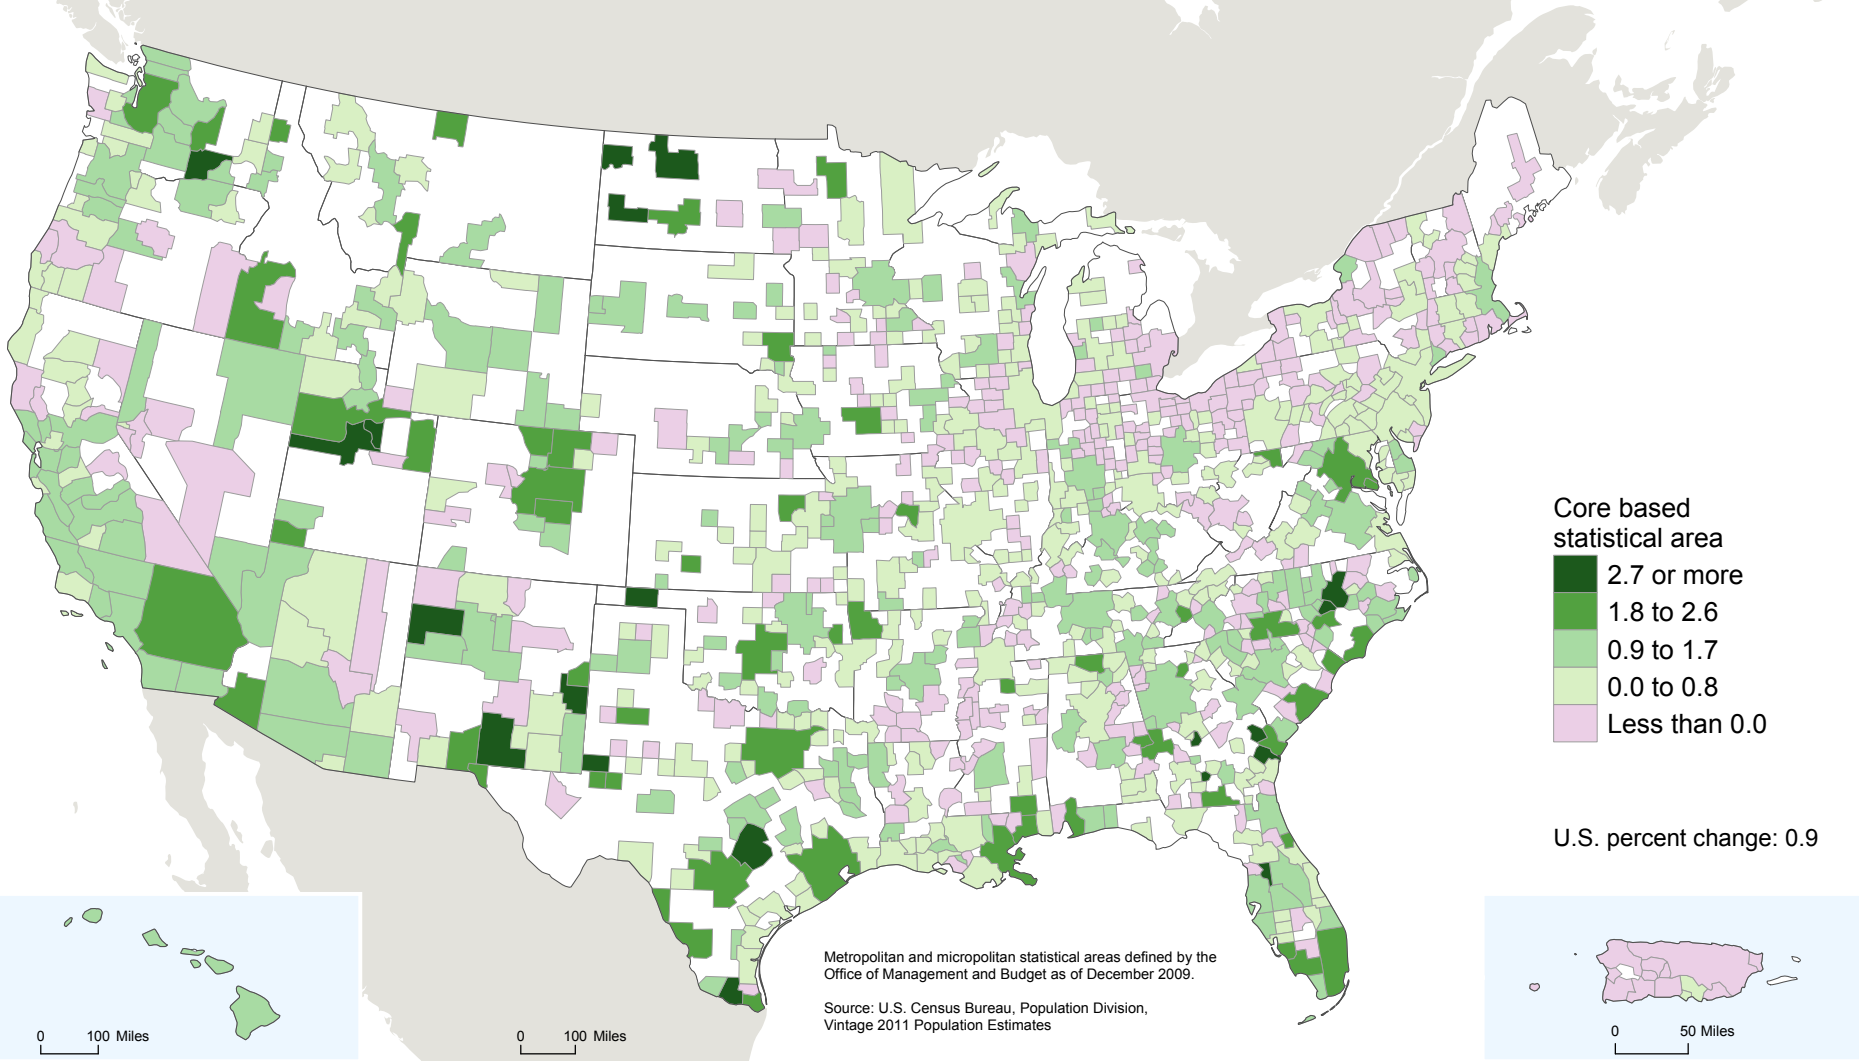 Core based
statistical area
2.7 or more
1.8 to 2.6
0.9 to 1.7
0.0 to 0.8
Less than 0.0
U.S. percent change: 0.9
Metropolitan and micropolitan statistical areas defined by the
Office of Management and Budget as of December 2009.
Source: U.S. Census Bureau, Population Division,
Vintage 2011 Population Estimates
0 100 Miles
0 100 Miles
0 50 Miles